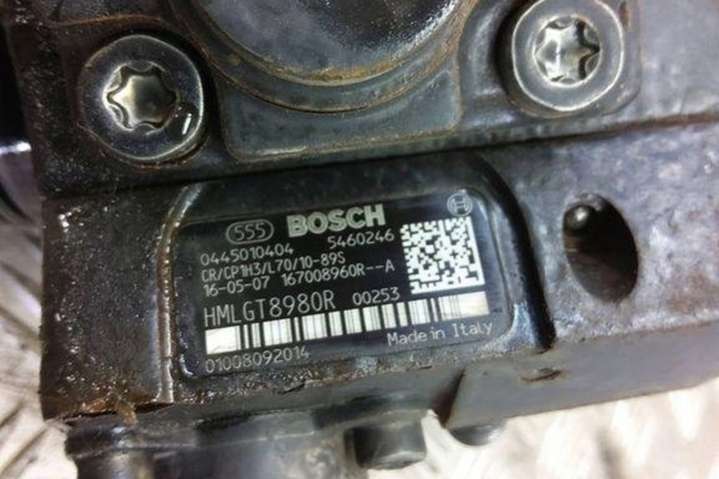 555 BOSCH
0445010404 5460246
CR/CP1H3/L70/10-89S
16-05-07 167008960R--A
HMLGT8980R 00253
Made in Italy
01008092014